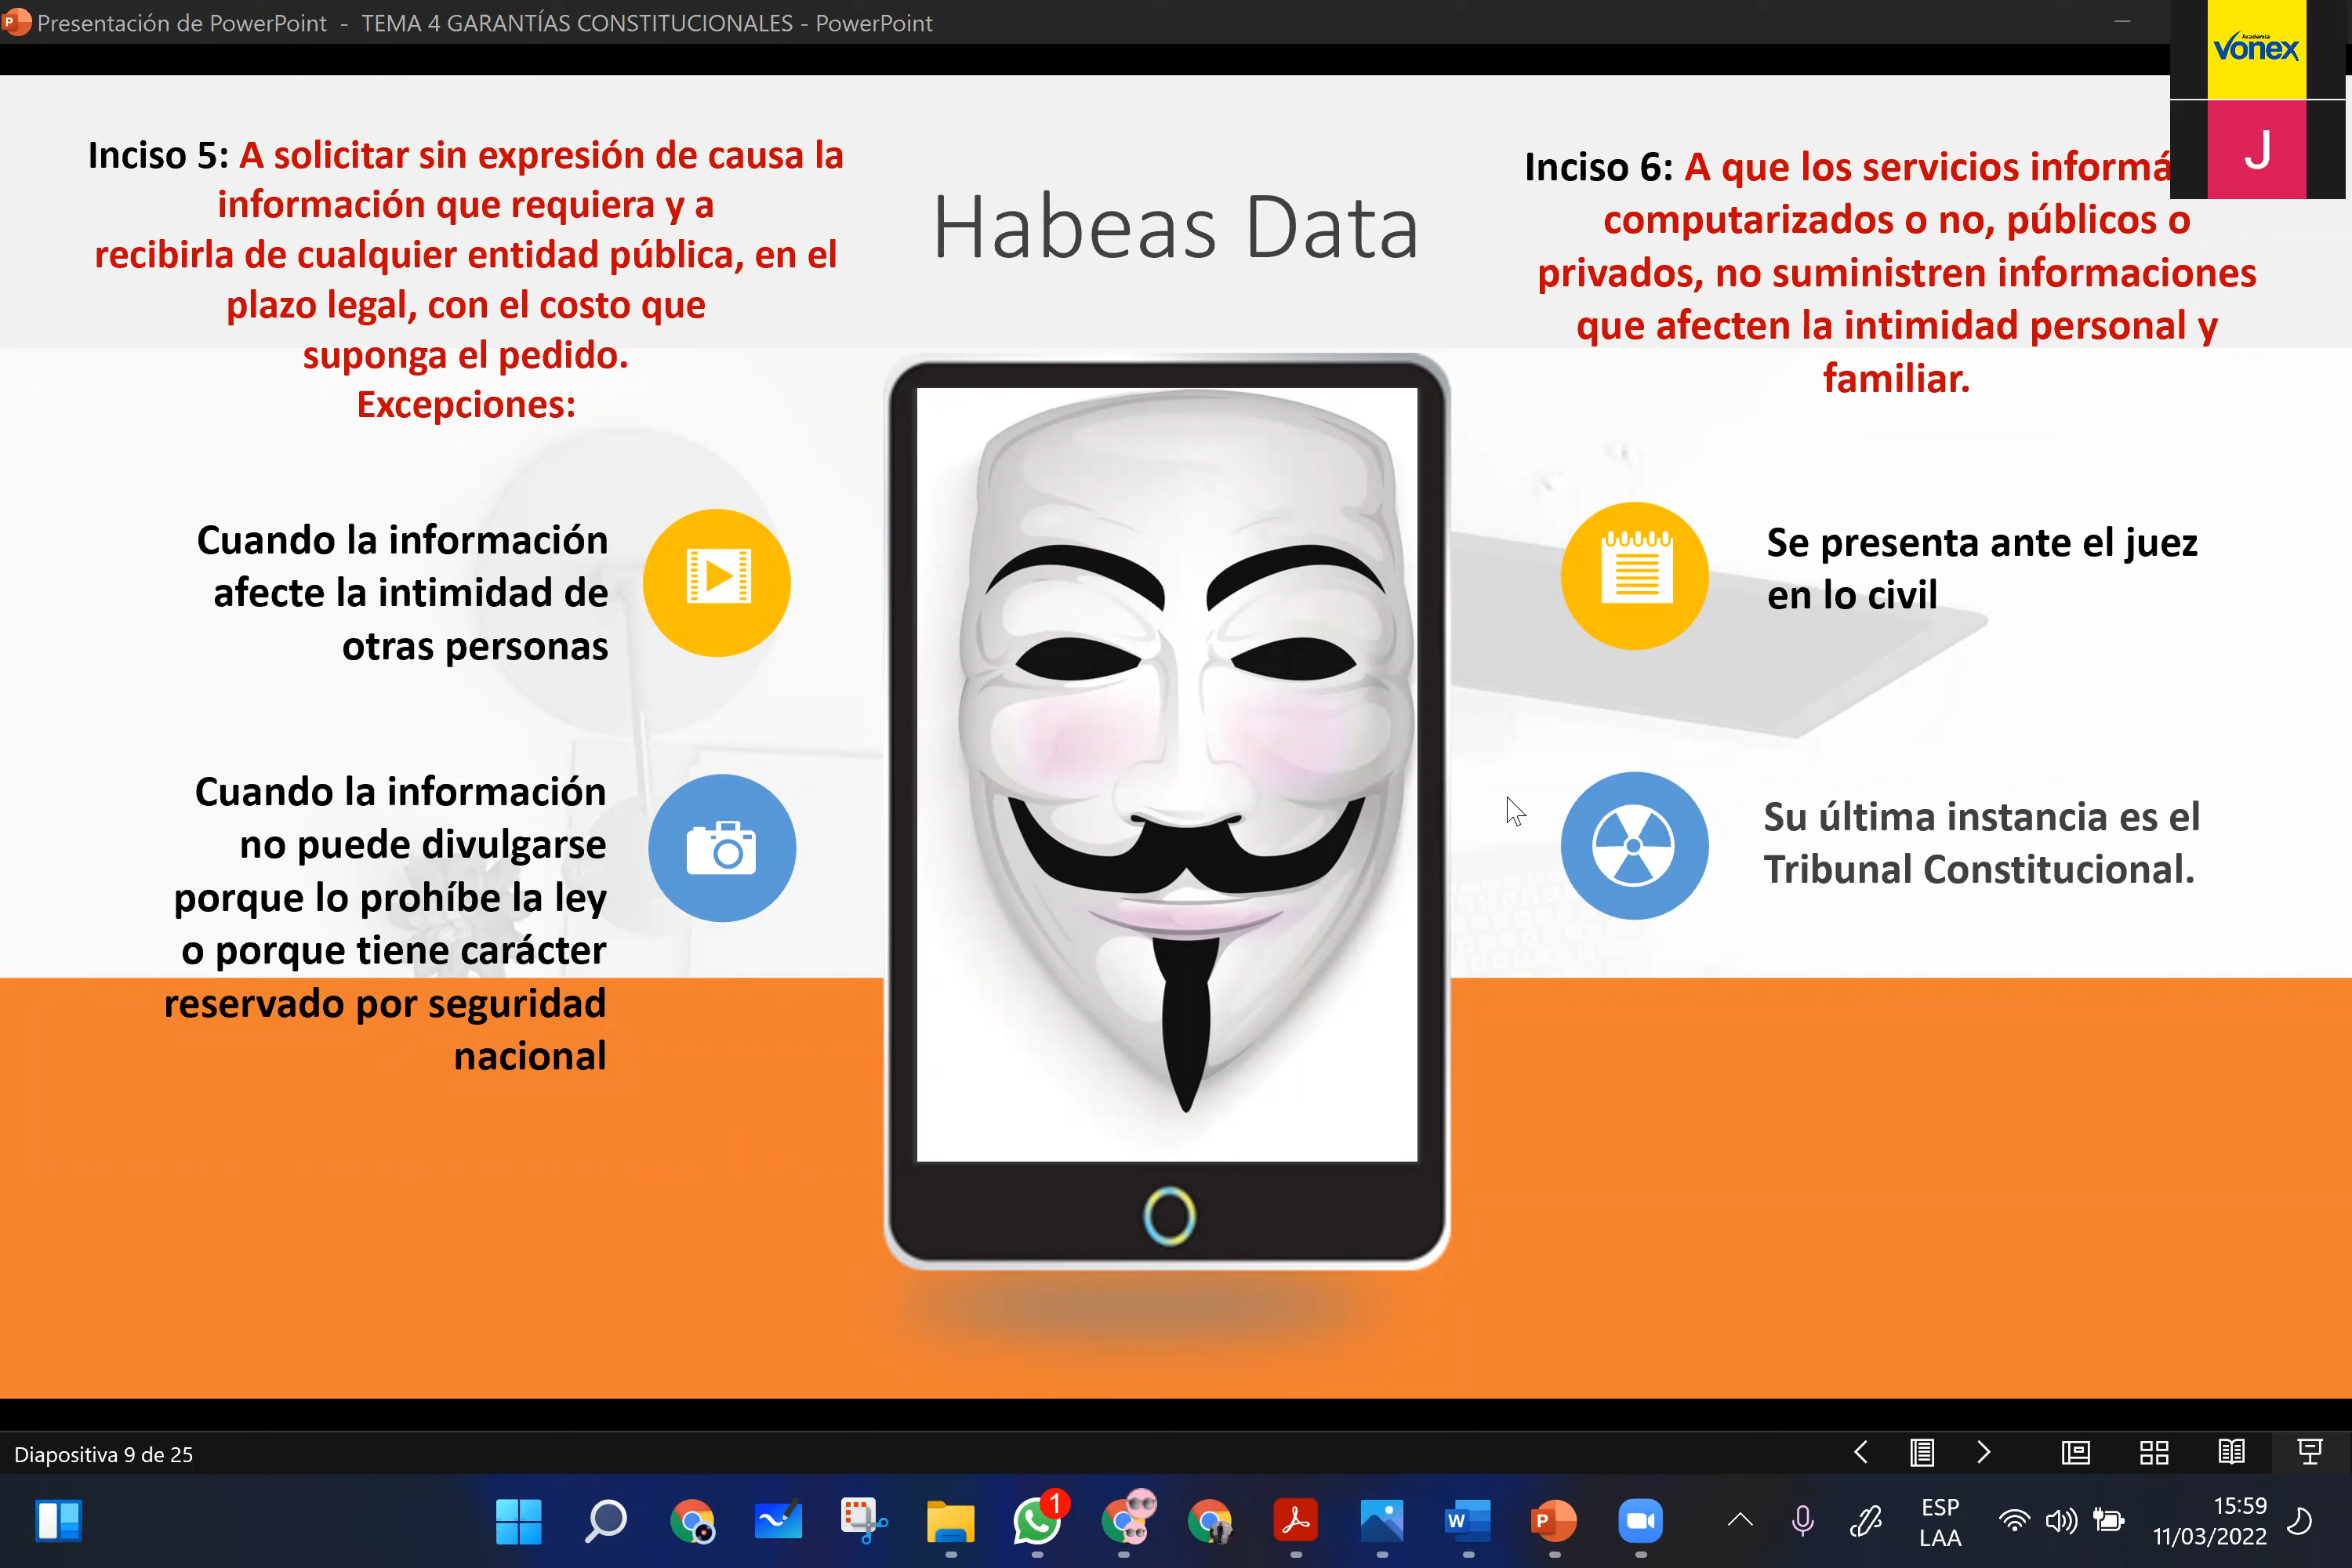 Presentación de PowerPoint - TEMA 4 GARANTÍAS CONSTITUCIONALES - PowerPoint
Academia
vonex
J
Inciso 5: A solicitar sin expresión de causa la
información que requiera y a
recibirla de cualquier entidad pública, en el
plazo legal, con el costo que
suponga el pedido.
Excepciones:
Habeas Data
Inciso 6: A que los servicios informá
computarizados o no, públicos o
privados, no suministren informaciones
que afecten la intimidad personal y
familiar.
Cuando la información
afecte la intimidad de
otras personas
Cuando la información
no puede divulgarse
porque lo prohíbe la ley
o porque tiene carácter
reservado por seguridad
nacional
Se presenta ante el juez
en lo civil
Su última instancia es el
Tribunal Constitucional.
Diapositiva 9 de 25
1
ESP
LAA
15:59
11/03/2022